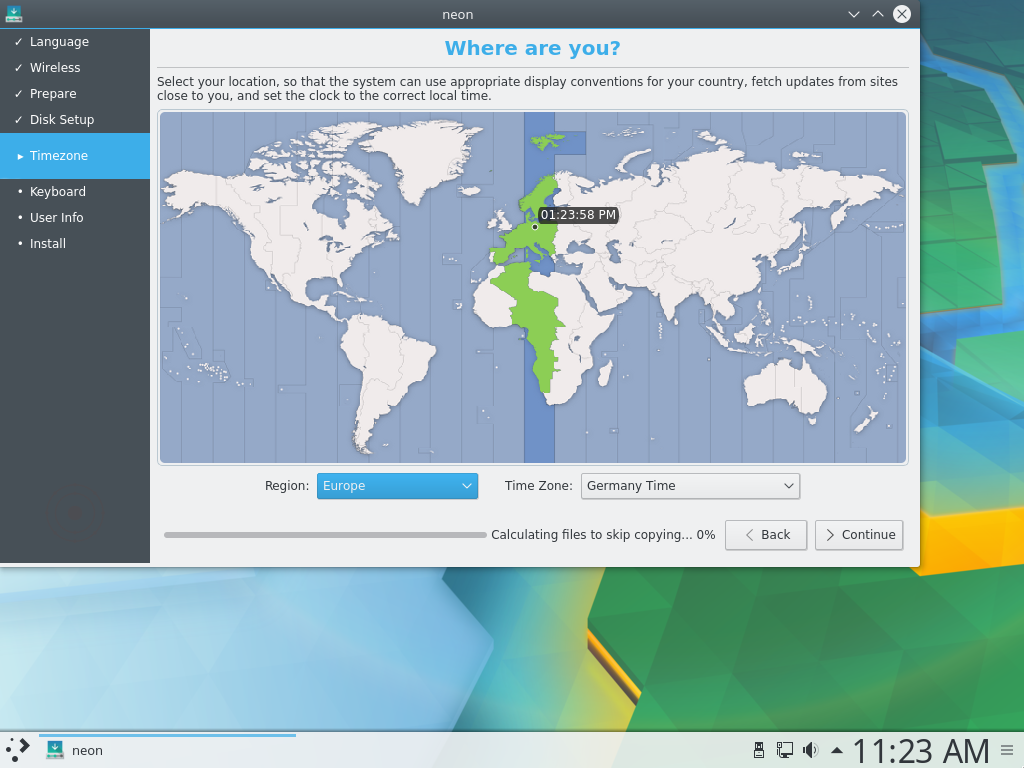 neon
✓ Language
✓ Wireless
✓ Prepare
✓ Disk Setup
▸ Timezone
• Keyboard
• User Info
• Install
Where are you?
Select your location, so that the system can use appropriate display conventions for your country, fetch updates from sites
close to you, and set the clock to the correct local time.
01:23:58 PM
Region: Europe Time Zone: Germany Time
Calculating files to skip copying... 0% Back Continue
neon 11:23 AM